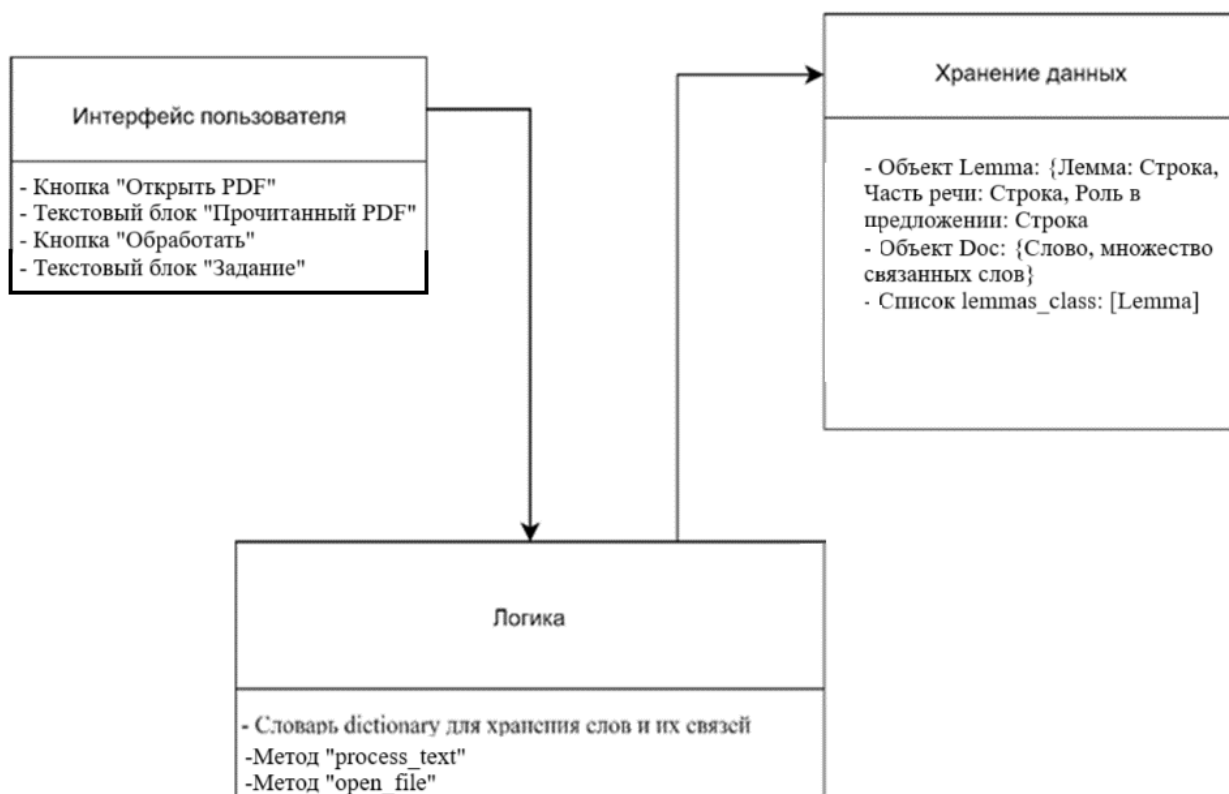 Интерфейс пользователя
- Кнопка "Открыть PDF"
- Текстовый блок "Прочитанный PDF"
- Кнопка "Обработать"
- Текстовый блок "Задание"
Хранение данных
- Объект Lemma: {Лемма: Строка,
Часть речи: Строка, Роль в
предложении: Строка
- Объект Doc: {Слово, множество
связанных слов}
- Список lemmas_class: [Lemma]
Логика
- Словарь dictionary для хранения слов и их связей
-Метод "process_text"
-Метод "open_file"